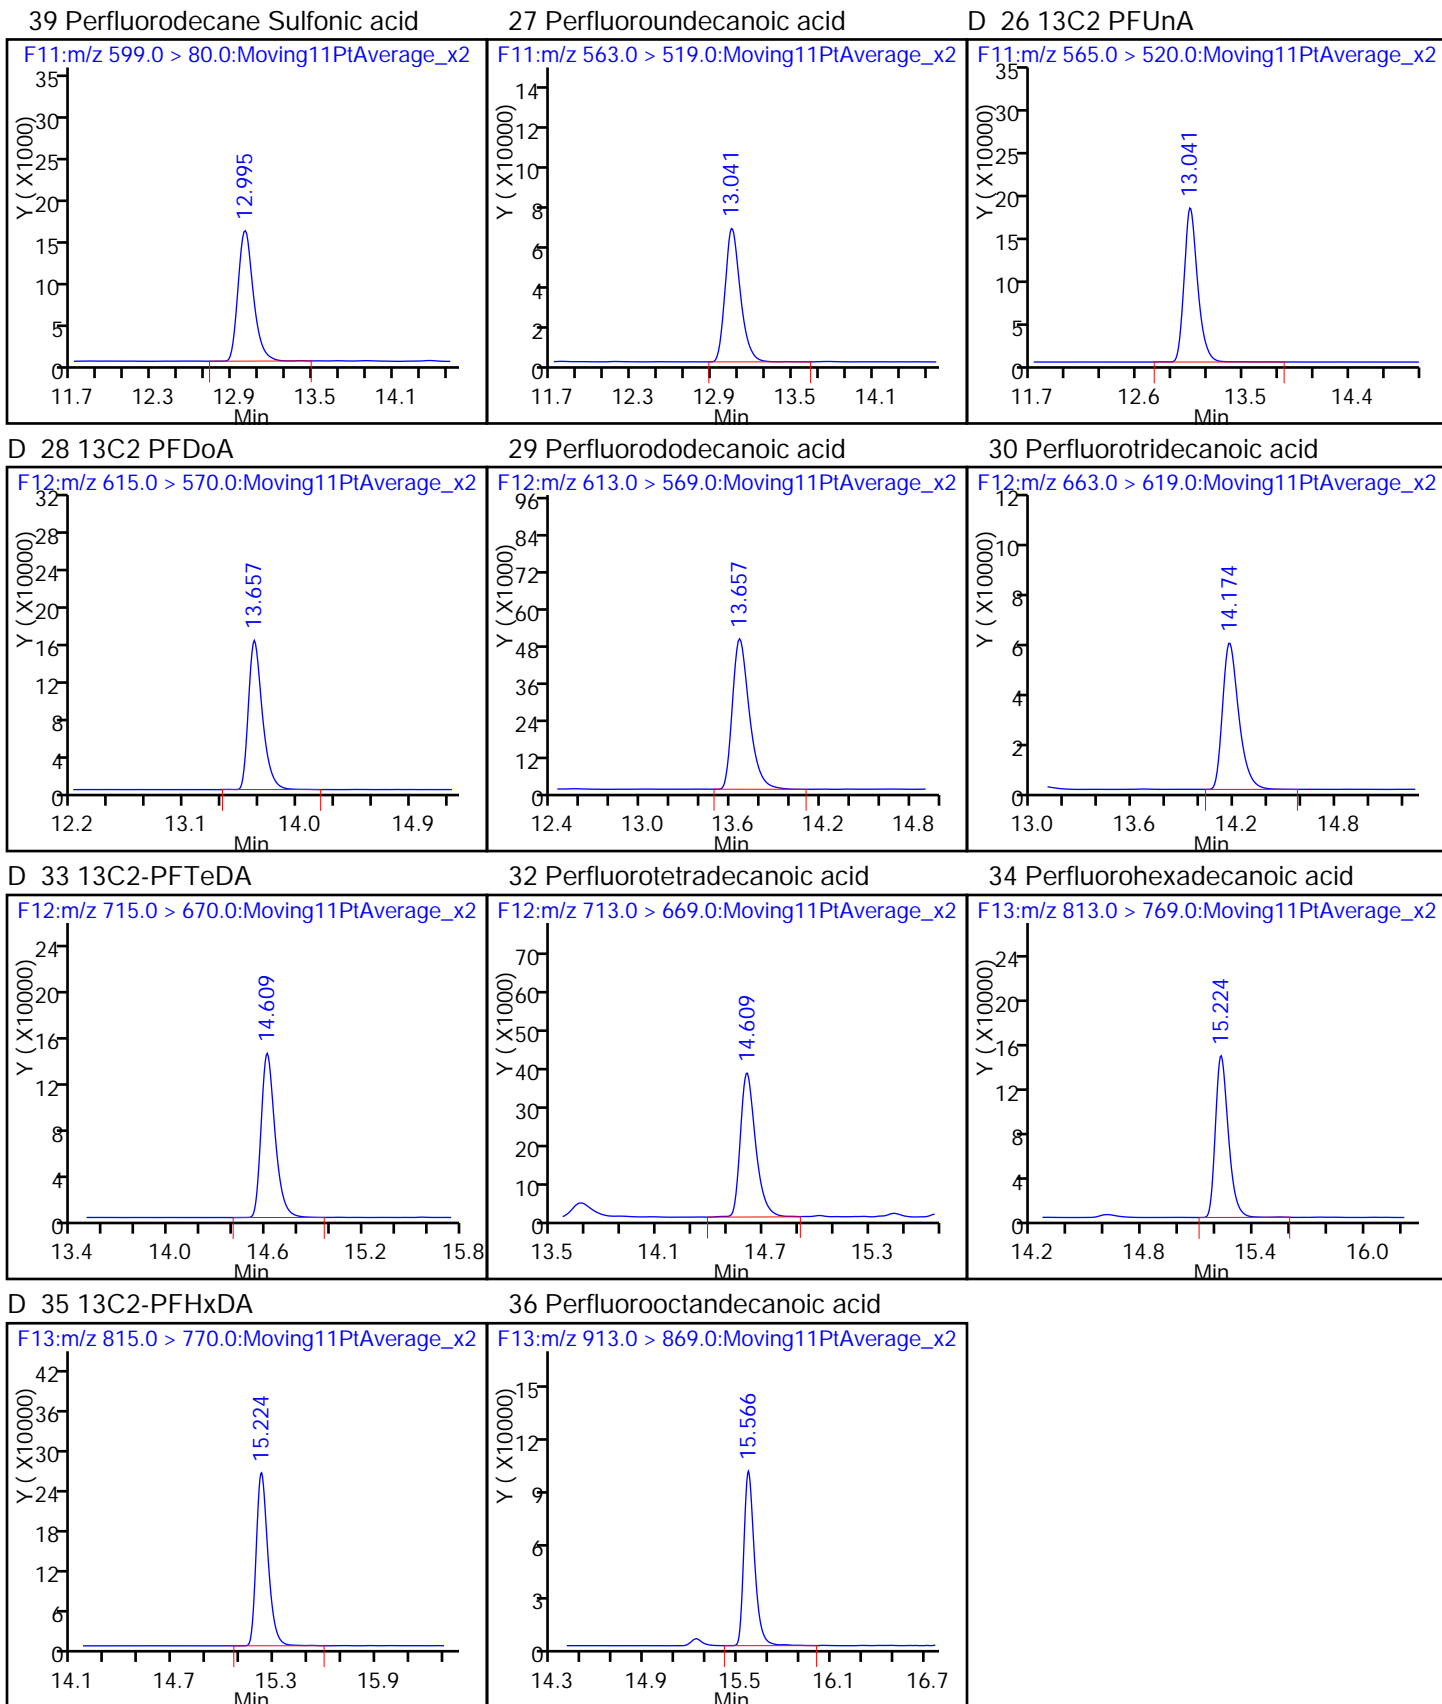 39 Perfluorodecane Sulfonic acid
F11:m/z 599.0 > 80.0:Moving11PtAverage_x2
Y ( X1000)
35
30
25
20
15
10
5
0
12.995
11.7 12.3 12.9 13.5 14.1
Min
27 Perfluoroundecanoic acid
F11:m/z 563.0 > 519.0:Moving11PtAverage_x2
Y ( X10000)
14
12
10
8
6
4
2
0
13.041
11.7 12.3 12.9 13.5 14.1
Min
D 26 13C2 PFUnA
F11:m/z 565.0 > 520.0:Moving11PtAverage_x2
Y ( X10000)
35
30
25
20
15
10
5
0
13.041
11.7 12.6 13.5 14.4
Min
D 28 13C2 PFDoA
F12:m/z 615.0 > 570.0:Moving11PtAverage_x2
Y ( X10000)
32
28
24
20
16
12
8
4
0
13.657
12.2 13.1 14.0 14.9
Min
29 Perfluorododecanoic acid
F12:m/z 613.0 > 569.0:Moving11PtAverage_x2
Y ( X1000)
96
84
72
60
48
36
24
12
0
13.657
12.4 13.0 13.6 14.2 14.8
Min
30 Perfluorotridecanoic acid
F12:m/z 663.0 > 619.0:Moving11PtAverage_x2
Y ( X10000)
12
10
8
6
4
2
0
14.174
13.0 13.6 14.2 14.8
Min
D 33 13C2-PFTeDA
F12:m/z 715.0 > 670.0:Moving11PtAverage_x2
Y ( X10000)
24
20
16
12
8
4
0
14.609
13.4 14.0 14.6 15.2 15.8
Min
32 Perfluorotetradecanoic acid
F12:m/z 713.0 > 669.0:Moving11PtAverage_x2
Y ( X1000)
70
60
50
40
30
20
10
0
14.609
13.5 14.1 14.7 15.3
Min
34 Perfluorohexadecanoic acid
F13:m/z 813.0 > 769.0:Moving11PtAverage_x2
Y ( X10000)
24
20
16
12
8
4
0
15.224
14.2 14.8 15.4 16.0
Min
D 35 13C2-PFHxDA
F13:m/z 815.0 > 770.0:Moving11PtAverage_x2
Y ( X10000)
42
36
30
24
18
12
6
0
15.224
14.1 14.7 15.3 15.9
Min
36 Perfluorooctandecanoic acid
F13:m/z 913.0 > 869.0:Moving11PtAverage_x2
Y ( X10000)
15
12
9
6
3
0
15.566
14.3 14.9 15.5 16.1 16.7
Min